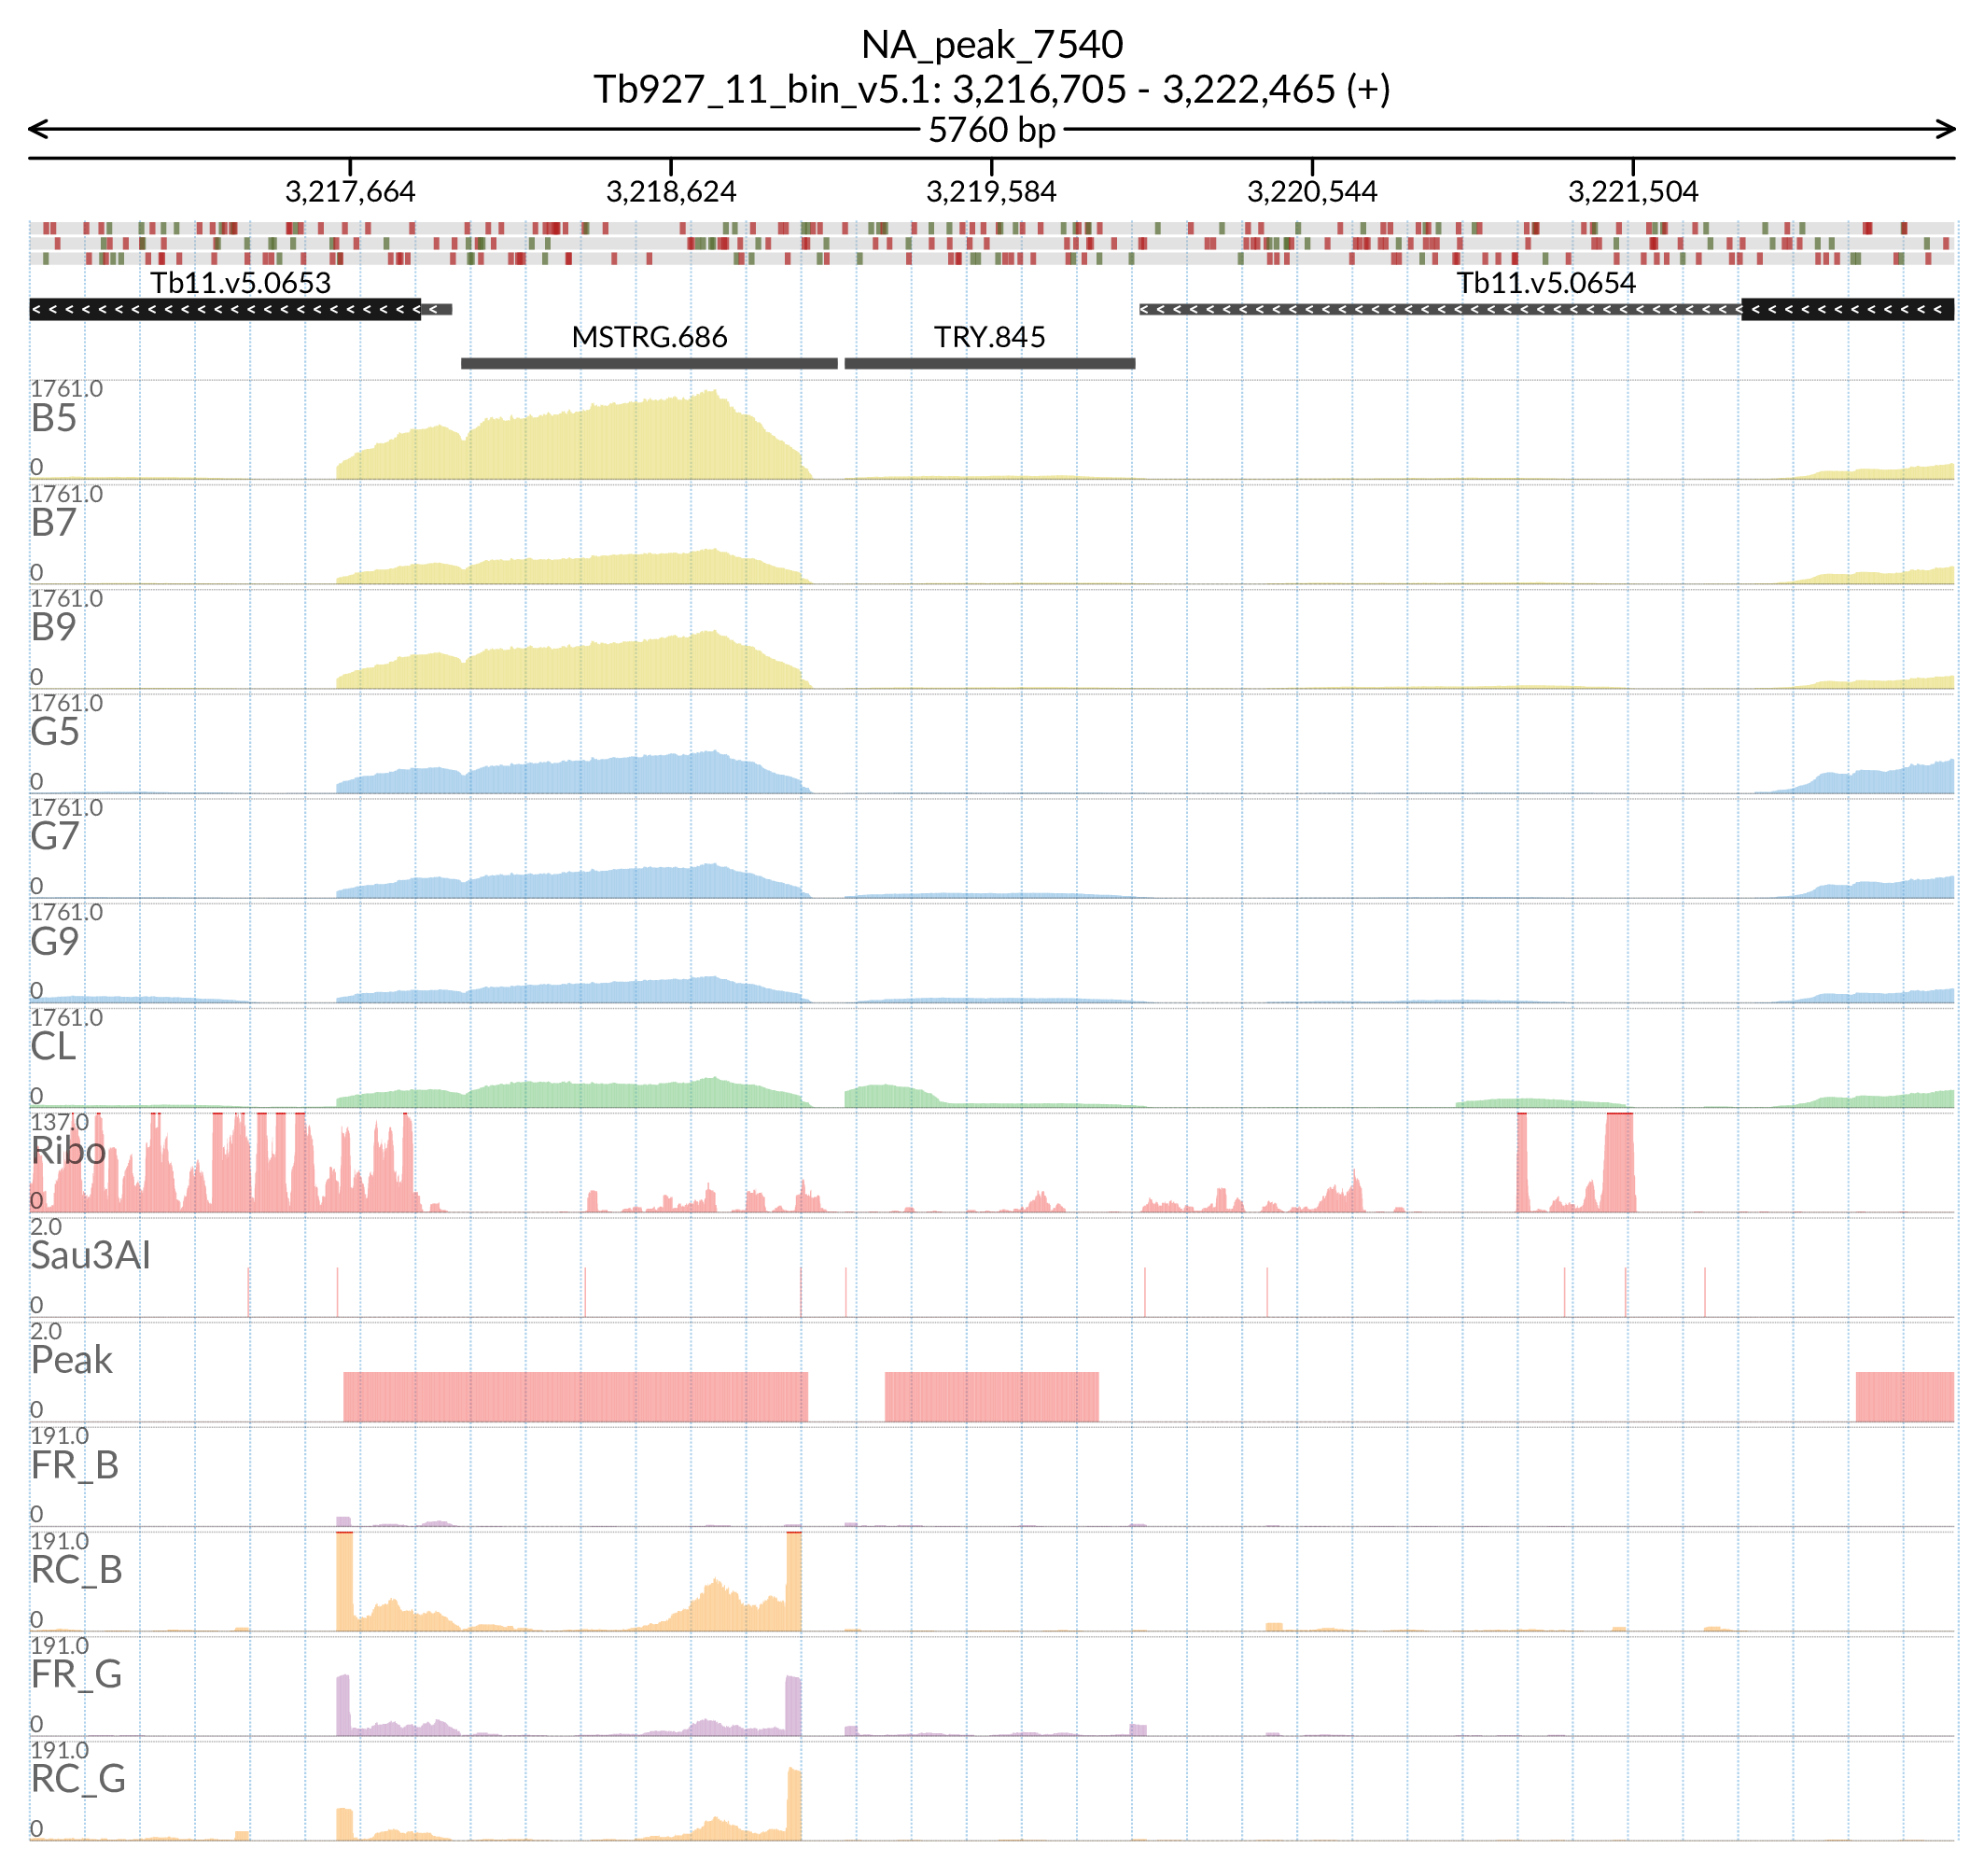 NA_peak_7540
Tb927_11_bin_v5.1: 3,216,705 - 3,222,465 (+)
5760 bp
3,217,664 3,218,624 3,219,584 3,220,544 3,221,504
Tb11.v5.0653 Tb11.v5.0654
MSTRG.686 TRY.845
1761.0
B5
0
1761.0
B7
0
1761.0
B9
0
1761.0
G5
0
1761.0
G7
0
1761.0
G9
0
1761.0
CL
0
137.0
Ribo
0
2.0
Sau3AI
0
2.0
Peak
0
191.0
FR_B
0
191.0
RC_B
0
191.0
FR_G
0
191.0
RC_G
0